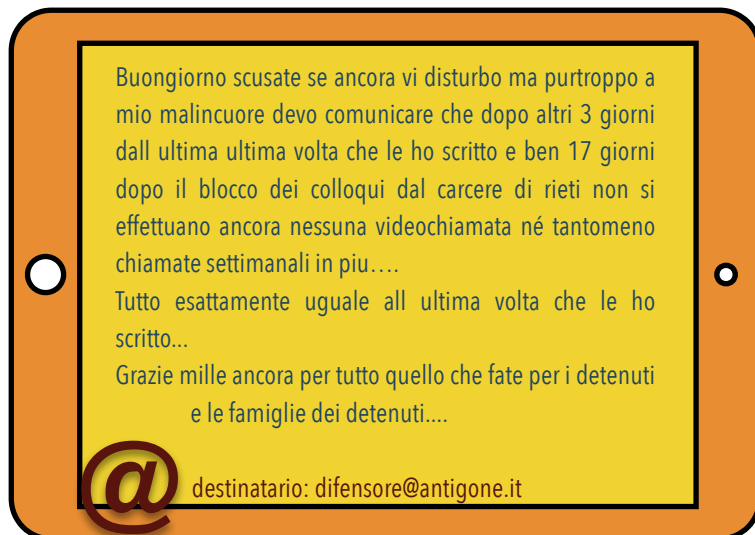 Buongiorno scusate se ancora vi disturbo ma purtroppo a
mio malincuore devo comunicare che dopo altri 3 giorni
dall ultima ultima volta che le ho scritto e ben 17 giorni
dopo il blocco dei colloqui dal carcere di rieti non si
effettuano ancora nessuna videochiamata né tantomeno
chiamate settimanali in piu….
Tutto esattamente uguale all ultima volta che le ho
scritto...
Grazie mille ancora per tutto quello che fate per i detenuti
e le famiglie dei detenuti....
@ destinatario: difensore@antigone.it